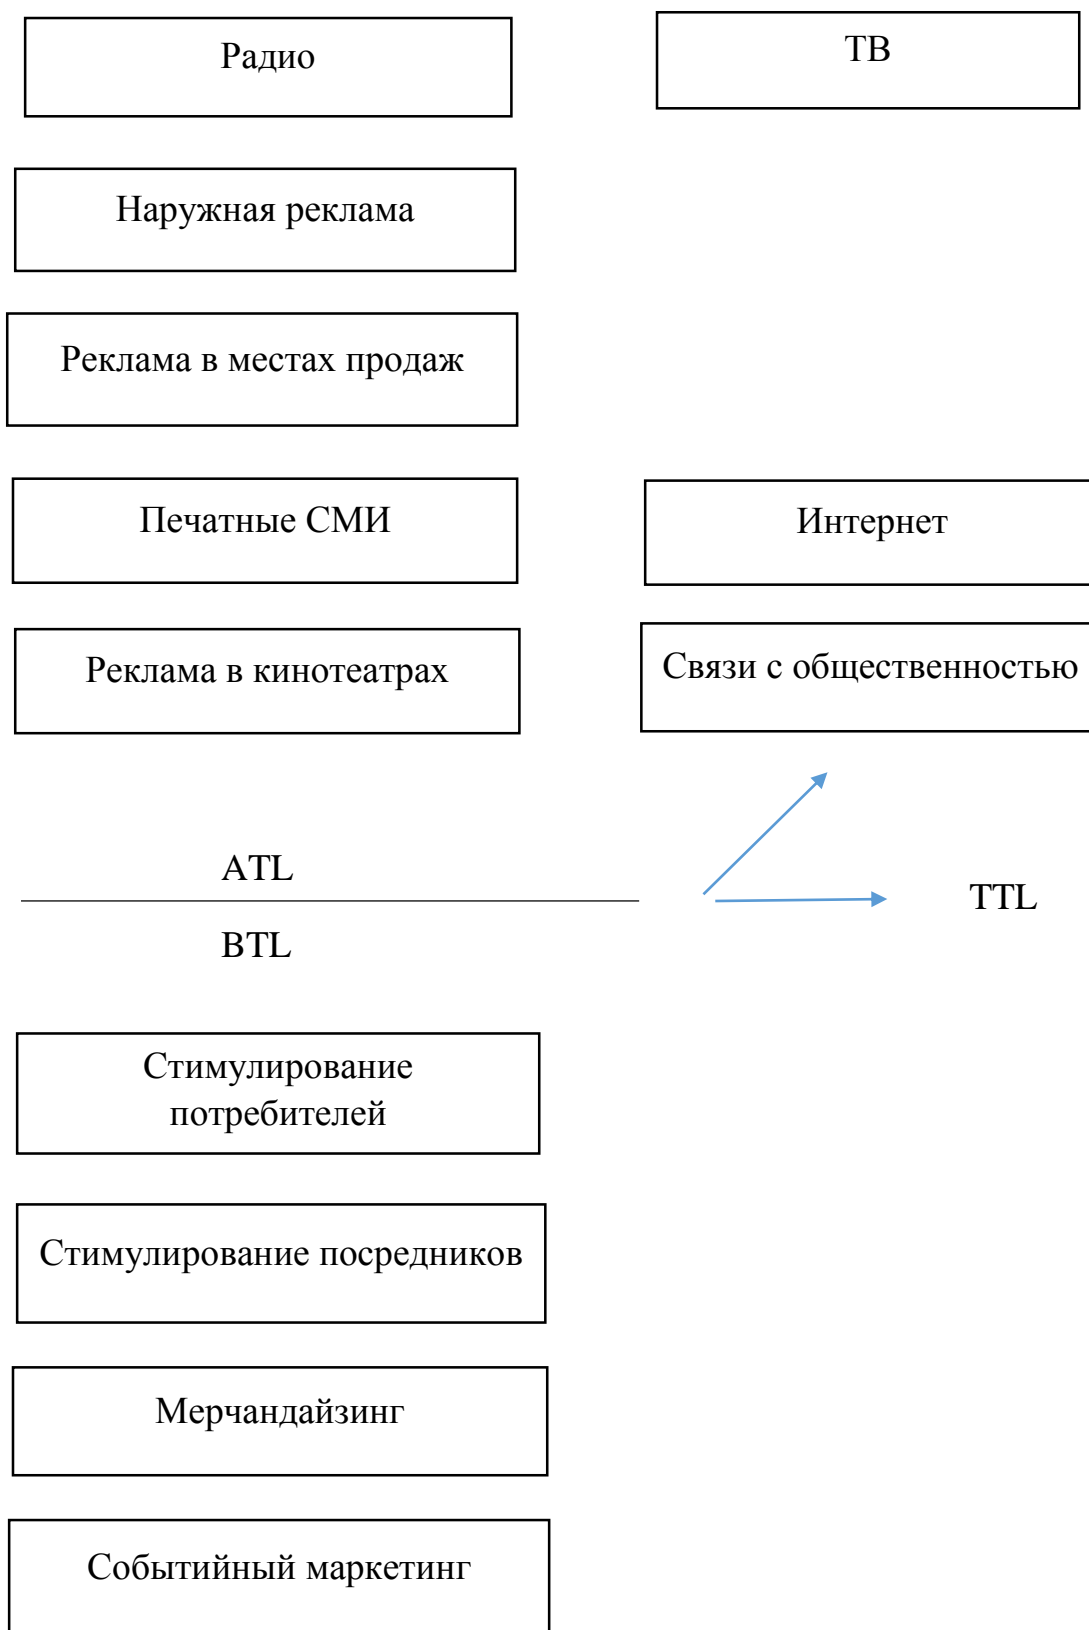 Радио
ТВ
Наружная реклама
Реклама в местах продаж
Печатные СМИ
Интернет
Реклама в кинотеатрах
Связи с общественностью
ATL
TTL
BTL
Стимулирование
потребителей
Стимулирование посредников
Мерчандайзинг
Событийный маркетинг